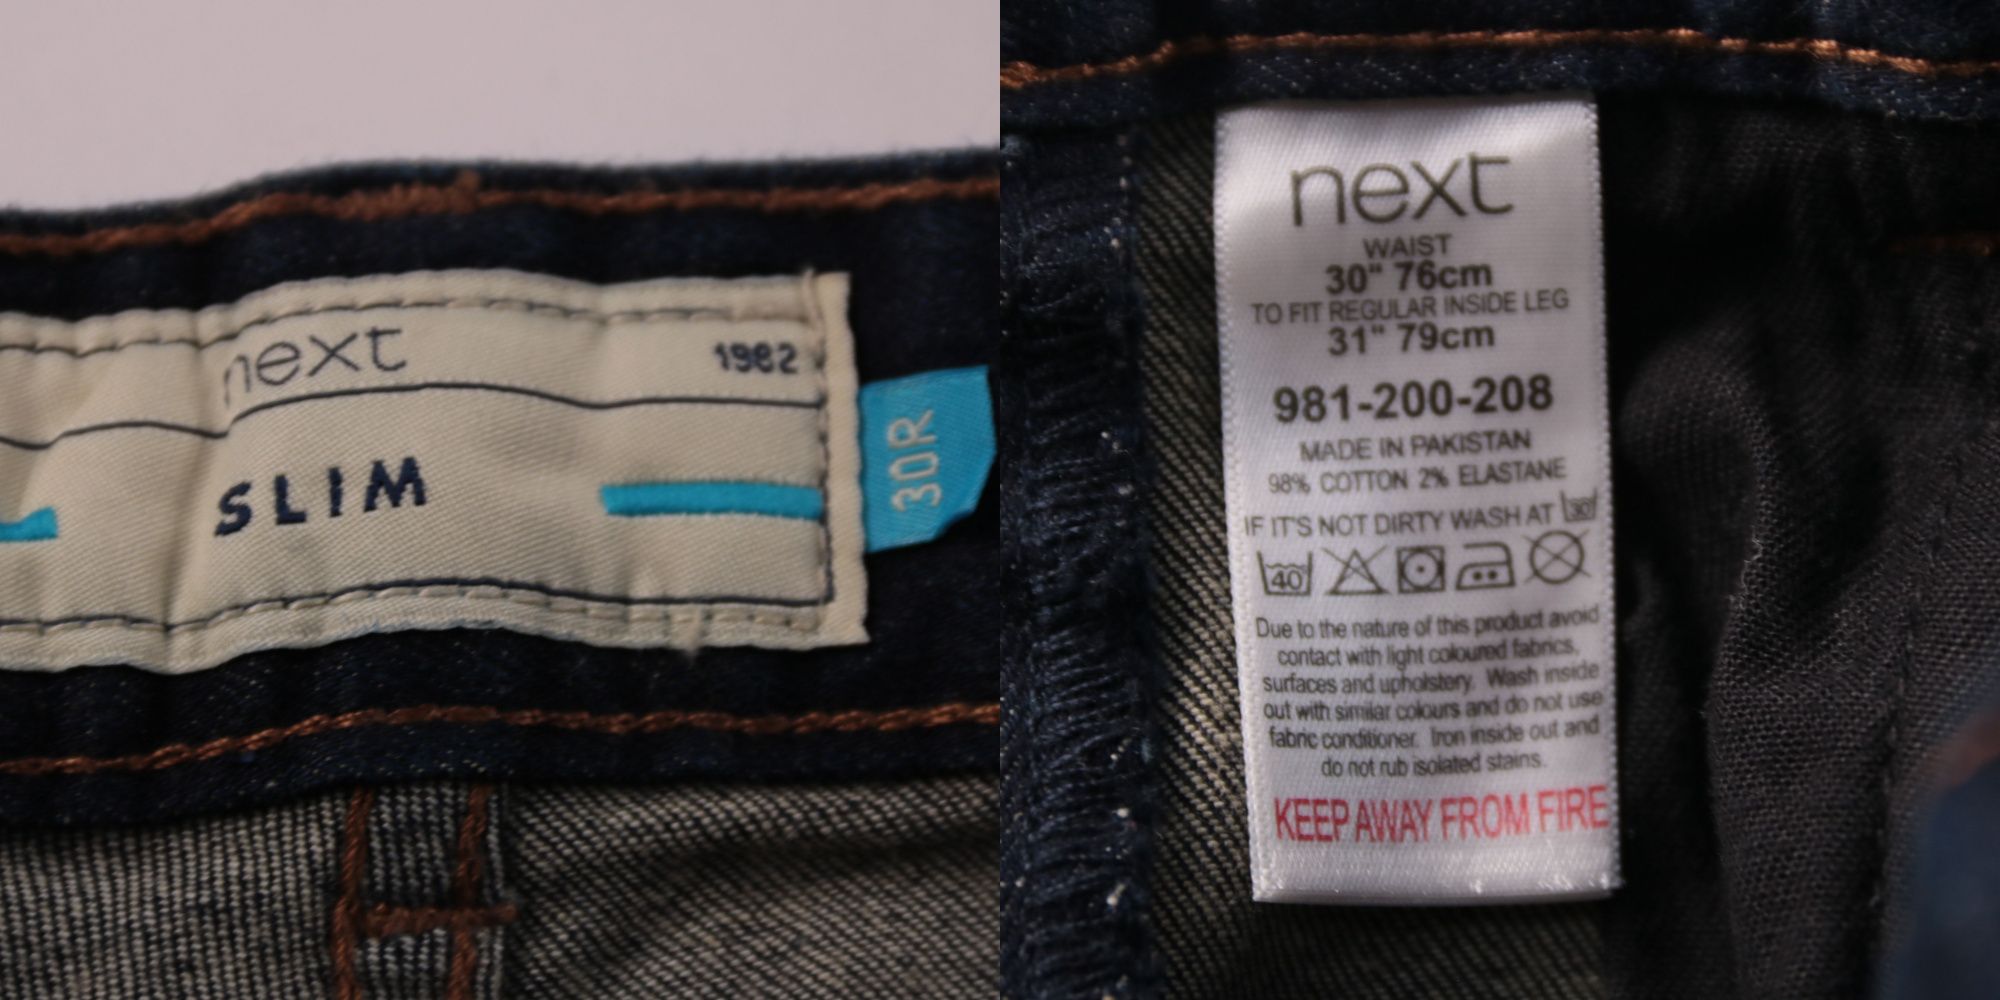 next
1982
SLIM
30R
next
WAIST
30" 76cm
TO FIT REGULAR INSIDE LEG
31" 79cm
981-200-208
MADE IN PAKISTAN
98% COTTON 2% ELASTANE
IF IT'S NOT DIRTY WASH AT 30°
40
Due to the nature of this product avoid
contact with light coloured fabrics,
surfaces and upholstery. Wash inside
out with similar colours and do not use
fabric conditioner. Iron inside out and
do not rub isolated stains.
KEEP AWAY FROM FIRE